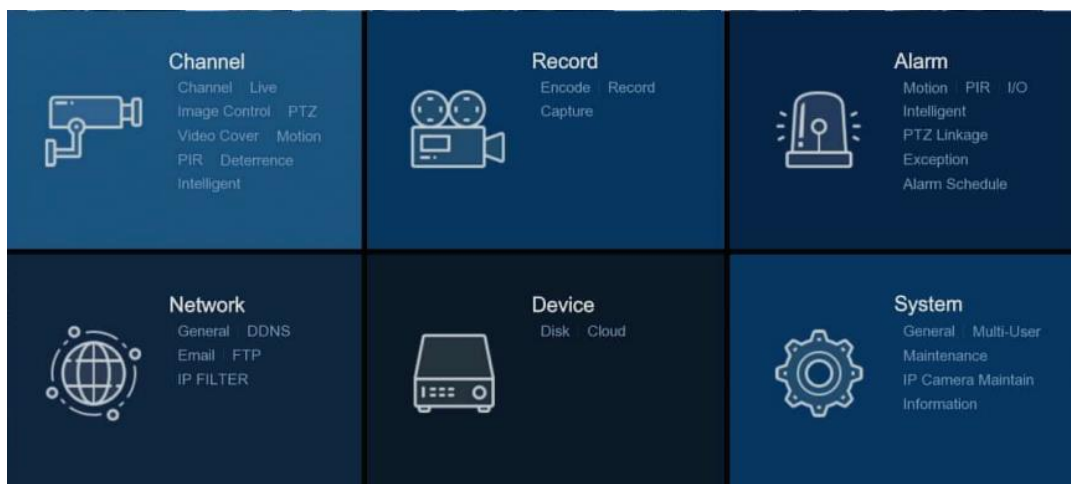 Channel
Channel Live
Image Control PTZ
Video Cover Motion
PIR Deterrence
Intelligent
Record
Encode Record
Capture
Alarm
Motion PIR I/O
Intelligent
PTZ Linkage
Exception
Alarm Schedule
Network
General DDNS
Email FTP
IP FILTER
Device
Disk Cloud
System
General Multi-User
Maintenance
IP Camera Maintain
Information